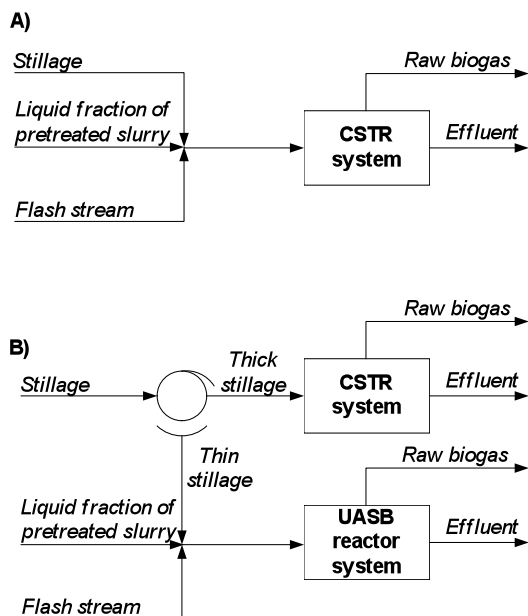 A)
Stillage
Raw biogas
Liquid fraction of
pretreated slurry
CSTR
system
Effluent
Flash stream
Raw biogas
B)
Stillage
Thick
stillage
CSTR
system
Effluent
Thin
stillage
Raw biogas
Liquid fraction of
pretreated slurry
UASB
reactor
system
Effluent
Flash stream